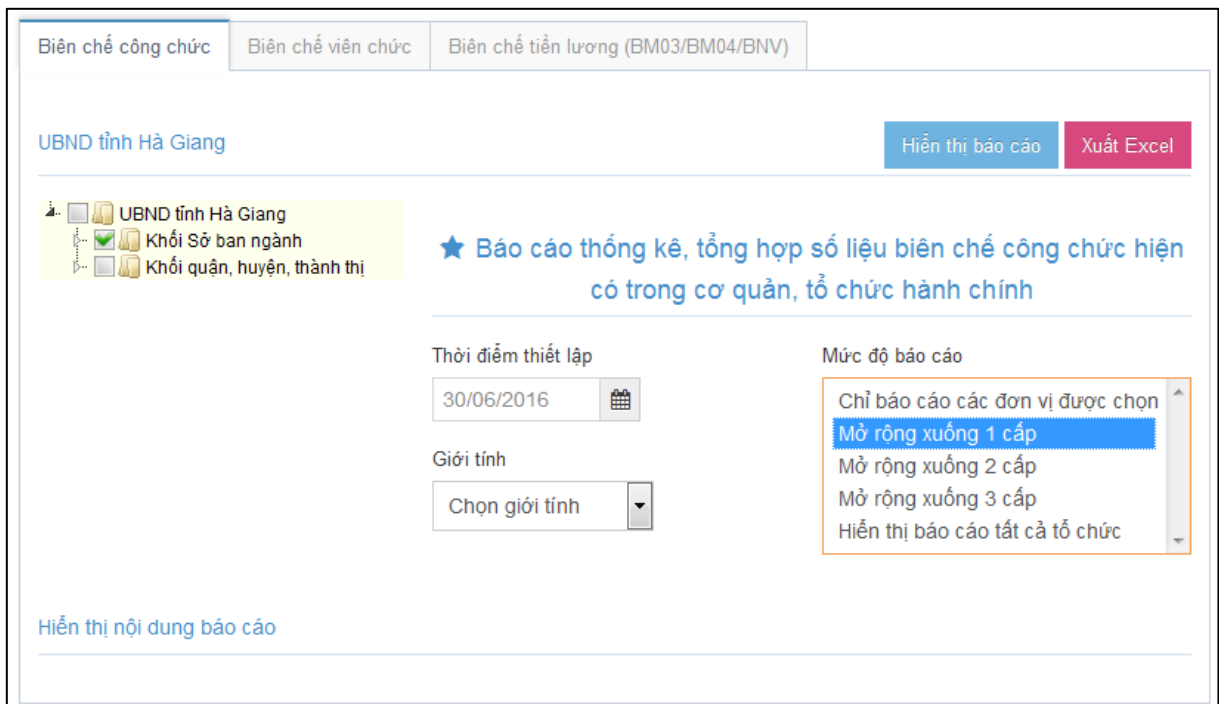 Biên chế công chức
Biên chế viên chức
Biên chế tiền lương (BM03/BM04/BNV)
UBND tỉnh Hà Giang
Hiển thị báo cáo
Xuất Excel
UBND tỉnh Hà Giang
Khối Sở ban ngành
Khối quận, huyện, thành thị
Báo cáo thống kê, tổng hợp số liệu biên chế công chức hiện
có trong cơ quản, tổ chức hành chính
Thời điểm thiết lập
30/06/2016
Giới tính
Chọn giới tính
Mức độ báo cáo
Chỉ báo cáo các đơn vị được chọn
Mở rộng xuống 1 cấp
Mở rộng xuống 2 cấp
Mở rộng xuống 3 cấp
Hiển thị báo cáo tất cả tổ chức
Hiển thị nội dung báo cáo